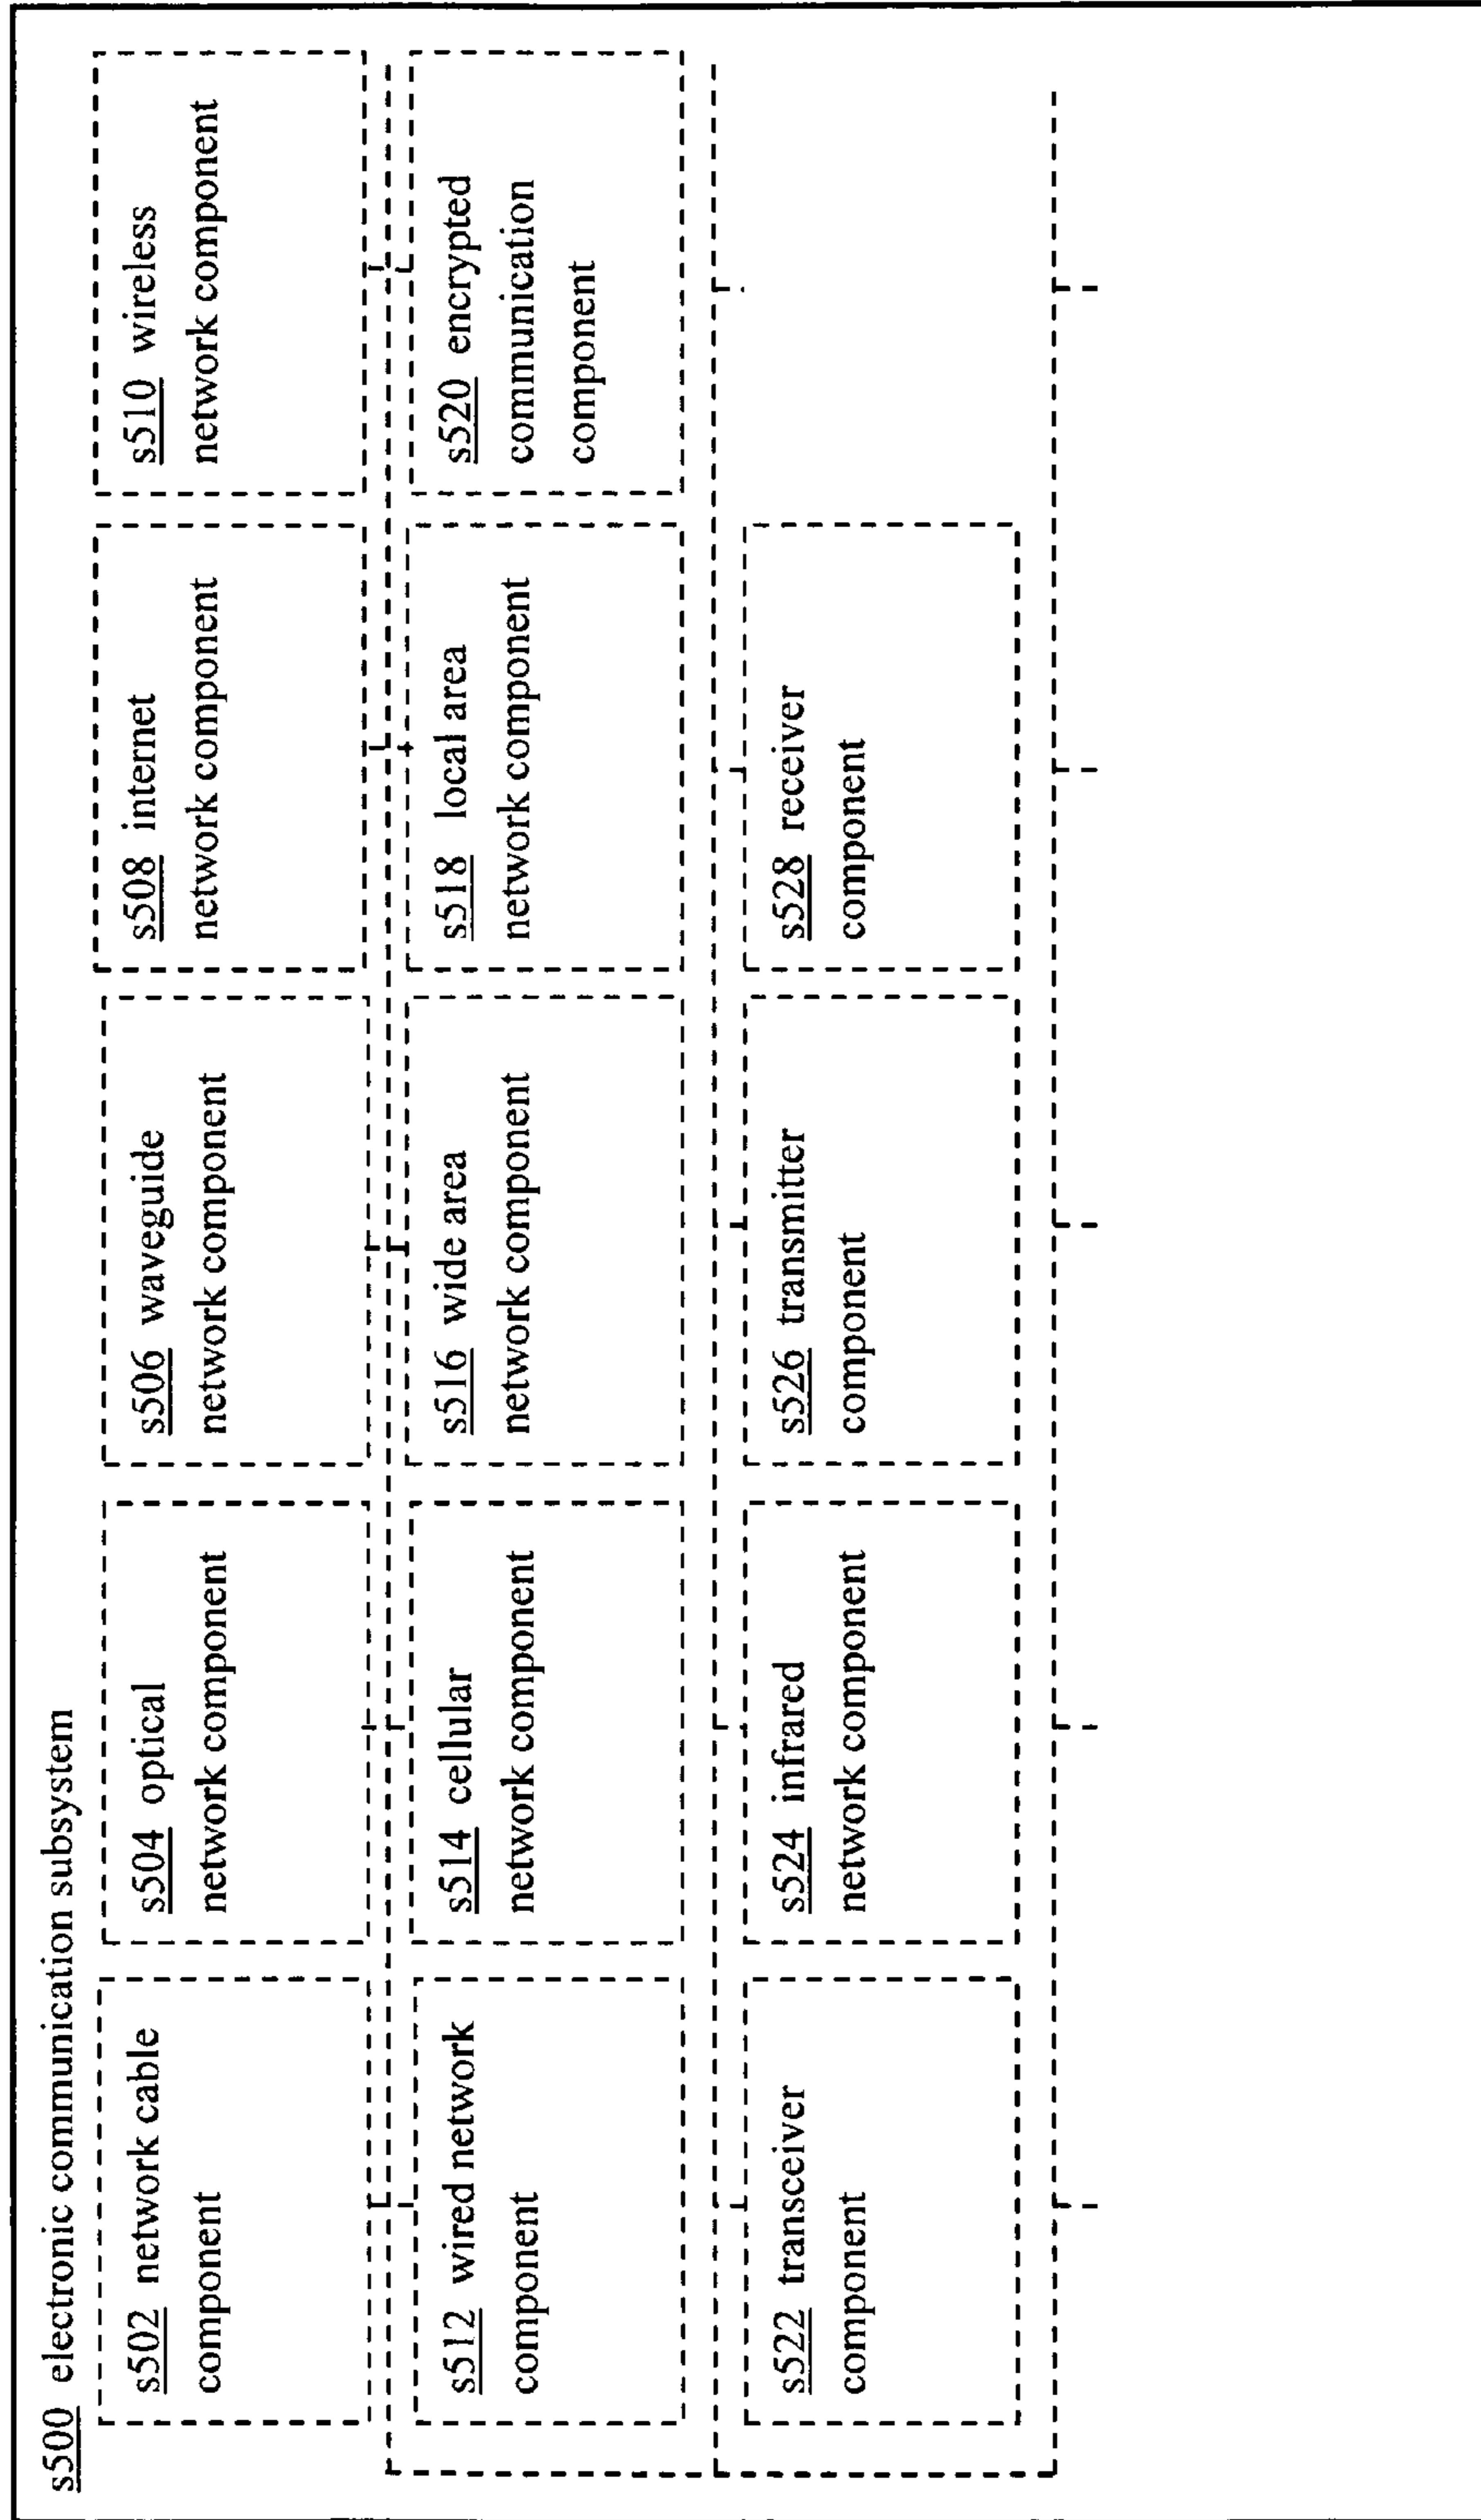 s500 electronic communication subsystem
s502 network cable
component
s504 optical
network component
s506 waveguide
network component
s508 internet
network component
s510 wireless
network component
s512 wired network
component
s514 cellular
network component
s516 wide area
network component
s518 local area
network component
s520 encrypted
communication
component
s522 transceiver
component
s524 infrared
network component
s526 transmitter
component
s528 receiver
component